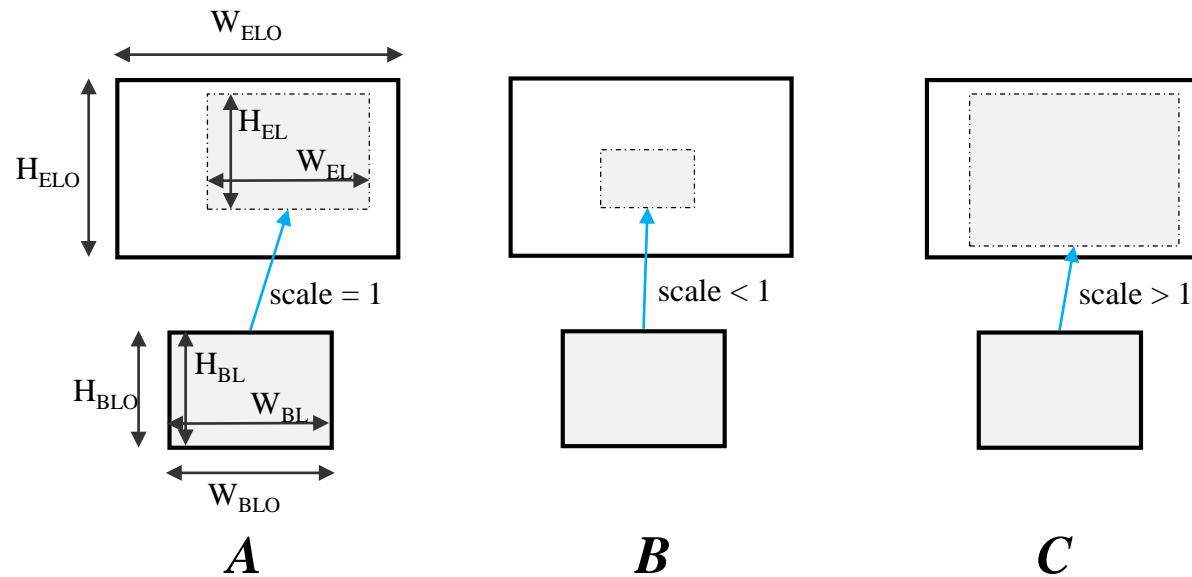 W_ELO
H_EL
W_EL
H_ELO
scale = 1
scale < 1
scale > 1
H_BL
H_BLO
W_BL
W_BLO
A
B
C